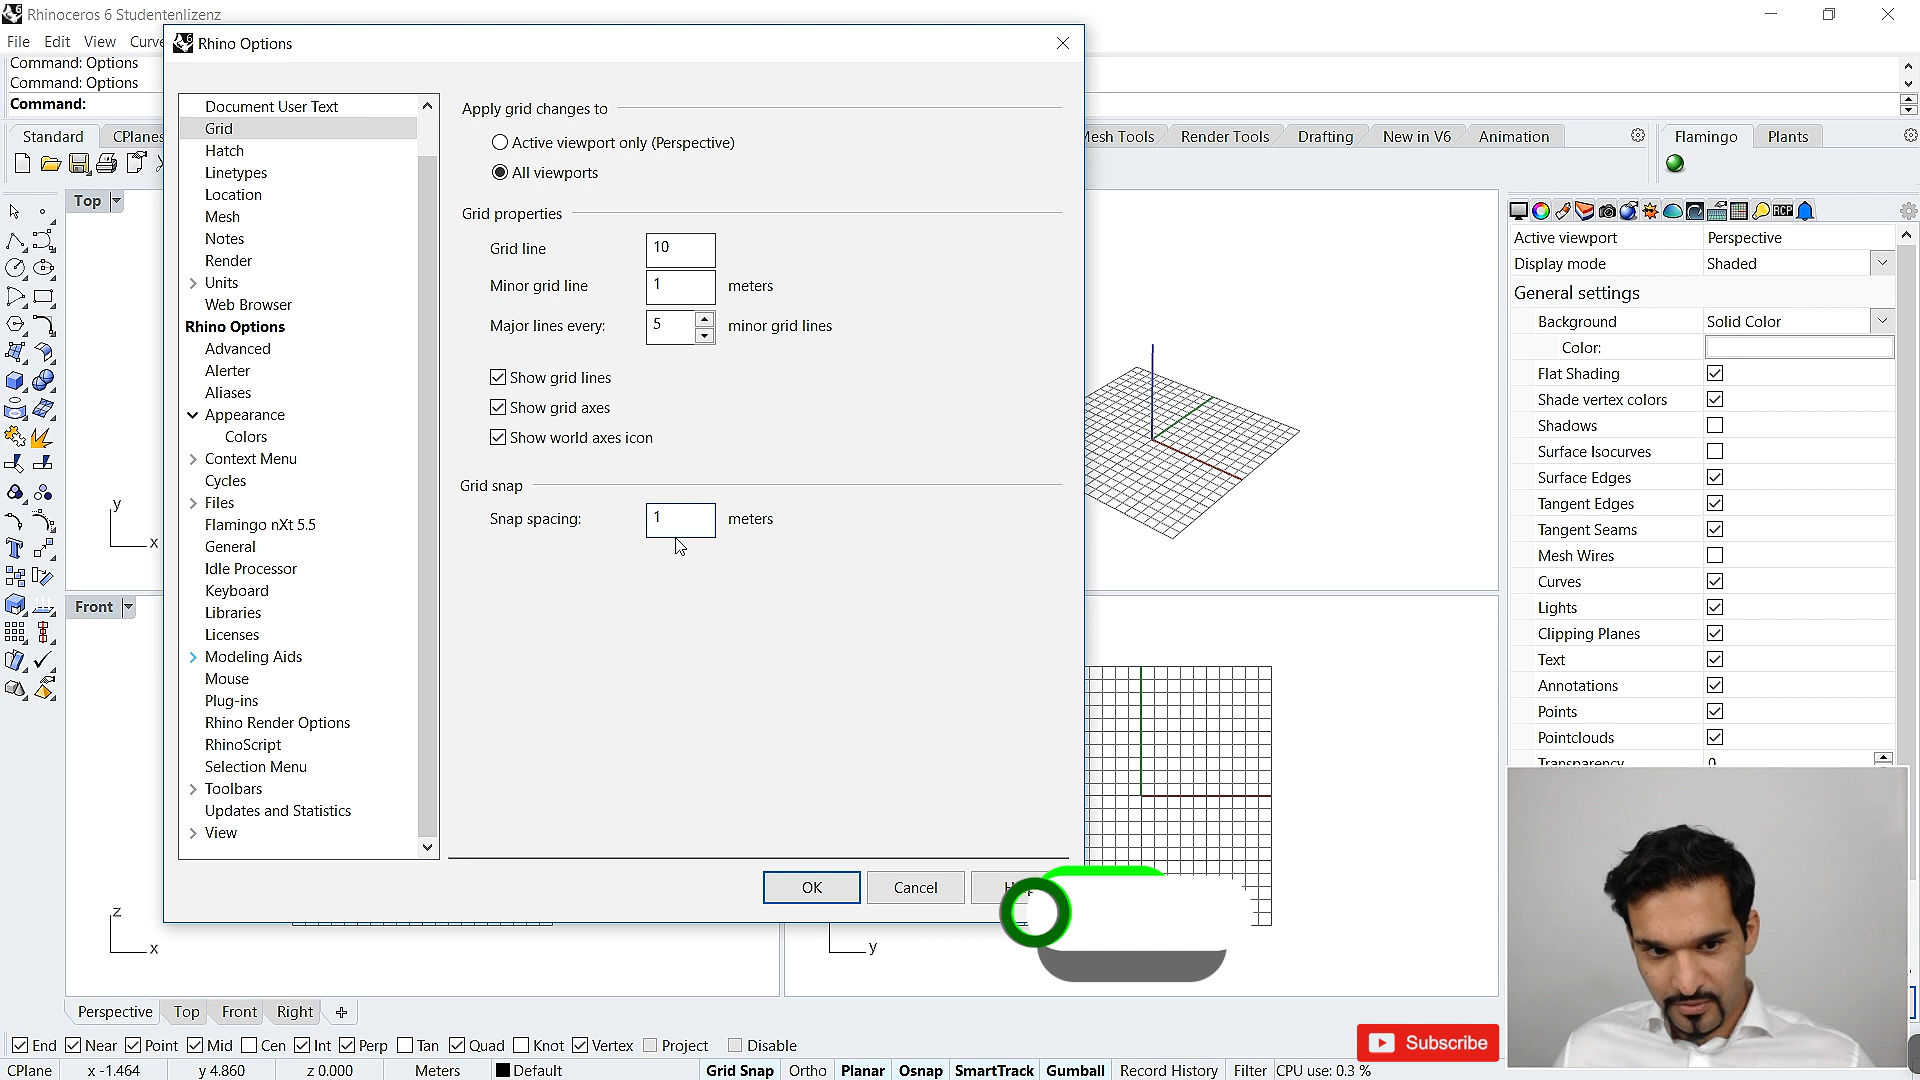 Rhinoceros 6 Studentenlizenz
File Edit View Curve
Command: Options
Command: Options
Command:
Standard CPlanes Mesh Tools Render Tools Drafting New in V6 Animation Flamingo Plants
Rhino Options
Document User Text
Grid
Hatch
Linetypes
Location
Mesh
Notes
Render
Units
Web Browser
Rhino Options
Advanced
Alerter
Aliases
Appearance
Colors
Context Menu
Cycles
Files
Flamingo nXt 5.5
General
Idle Processor
Keyboard
Libraries
Licenses
Modeling Aids
Mouse
Plug-ins
Rhino Render Options
RhinoScript
Selection Menu
Toolbars
Updates and Statistics
View
Apply grid changes to
Active viewport only (Perspective)
All viewports
Grid properties
Grid line 10
Minor grid line 1 meters
Major lines every: 5 minor grid lines
Show grid lines
Show grid axes
Show world axes icon
Grid snap
Snap spacing: 1 meters
OK Cancel
Top
y
x
Front
z
x
y
RCP
Active viewport Perspective
Display mode Shaded
General settings
Background Solid Color
Color:
Flat Shading
Shade vertex colors
Shadows
Surface Isocurves
Surface Edges
Tangent Edges
Tangent Seams
Mesh Wires
Curves
Lights
Clipping Planes
Text
Annotations
Points
Pointclouds
Transparency 0
Perspective Top Front Right
End Near Point Mid Cen Int Perp Tan Quad Knot Vertex Project Disable
Subscribe
CPlane x -1.464 y 4.860 z 0.000 Meters Default Grid Snap Ortho Planar Osnap SmartTrack Gumball Record History Filter CPU use: 0.3 %